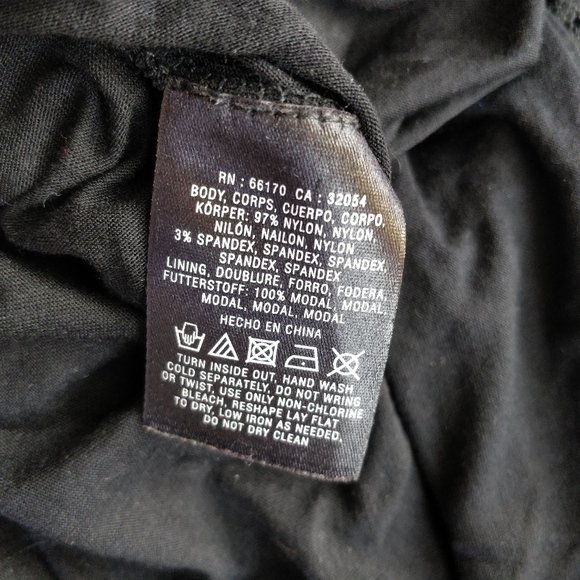 RN : 66170 CA : 32054
BODY, CORPS, CUERPO, CORPO,
KÖRPER: 97% NYLON, NYLON,
NILÓN, NAILON, NYLON
3% SPANDEX, SPANDEX, SPANDEX,
SPANDEX, SPANDEX
LINING, DOUBLURE, FORRO, FODERA,
FUTTERSTOFF: 100% MODAL, MODAL,
MODAL, MODAL, MODAL
HECHO EN CHINA
TURN INSIDE OUT, HAND WASH
COLD SEPARATELY, DO NOT WRING
OR TWIST, USE ONLY NON-CHLORINE
BLEACH, RESHAPE LAY FLAT
TO DRY, LOW IRON AS NEEDED,
DO NOT DRY CLEAN